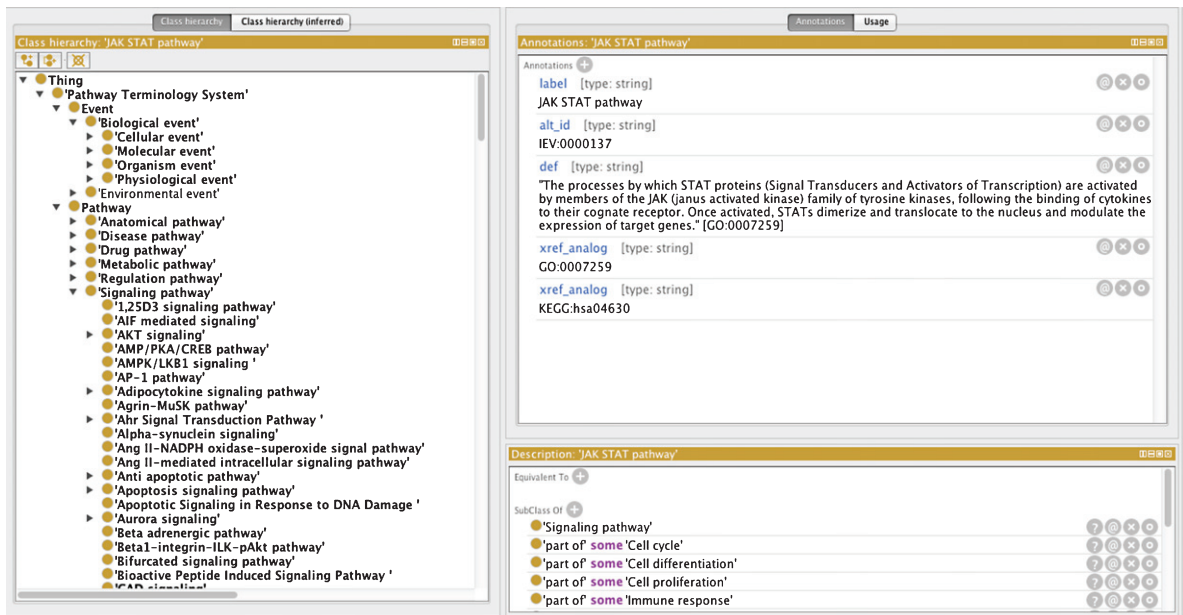 Class hierarchy
Class hierarchy (inferred)
Class hierarchy: 'JAK STAT pathway'
Thing
'Pathway Terminology System'
Event
'Biological event'
'Cellular event'
'Molecular event'
'Organism event'
'Physiological event'
'Environmental event'
Pathway
'Anatomical pathway'
'Disease pathway'
'Drug pathway'
'Metabolic pathway'
'Regulation pathway'
'Signaling pathway'
'1,25D3 signaling pathway'
'AIF mediated signaling'
'AKT signaling'
'AMP/PKA/CREB pathway'
'AMPK/LKB1 signaling '
'AP-1 pathway'
'Adipocytokine signaling pathway'
'Agrin-MuSK pathway'
'Ahr Signal Transduction Pathway '
'Alpha-synuclein signaling'
'Ang II-NADPH oxidase-superoxide signal pathway'
'Ang II-mediated intracellular signaling pathway'
'Anti apoptotic pathway'
'Apoptosis signaling pathway'
'Apoptotic Signaling in Response to DNA Damage '
'Aurora signaling'
'Beta adrenergic pathway'
'Beta1-integrin-ILK-pAkt pathway'
'Bifurcated signaling pathway'
'Bioactive Peptide Induced Signaling Pathway '
Annotations
Usage
Annotations: 'JAK STAT pathway'
Annotations
label [type: string]
JAK STAT pathway
alt_id [type: string]
IEV:0000137
def [type: string]
"The processes by which STAT proteins (Signal Transducers and Activators of Transcription) are activated
by members of the JAK (janus activated kinase) family of tyrosine kinases, following the binding of cytokines
to their cognate receptor. Once activated, STATs dimerize and translocate to the nucleus and modulate the
expression of target genes." [GO:0007259]
xref_analog [type: string]
GO:0007259
xref_analog [type: string]
KEGG:hsa04630
Description: 'JAK STAT pathway'
Equivalent To
SubClass Of
'Signaling pathway'
'part of' some 'Cell cycle'
'part of' some 'Cell differentiation'
'part of' some 'Cell proliferation'
'part of' some 'Immune response'